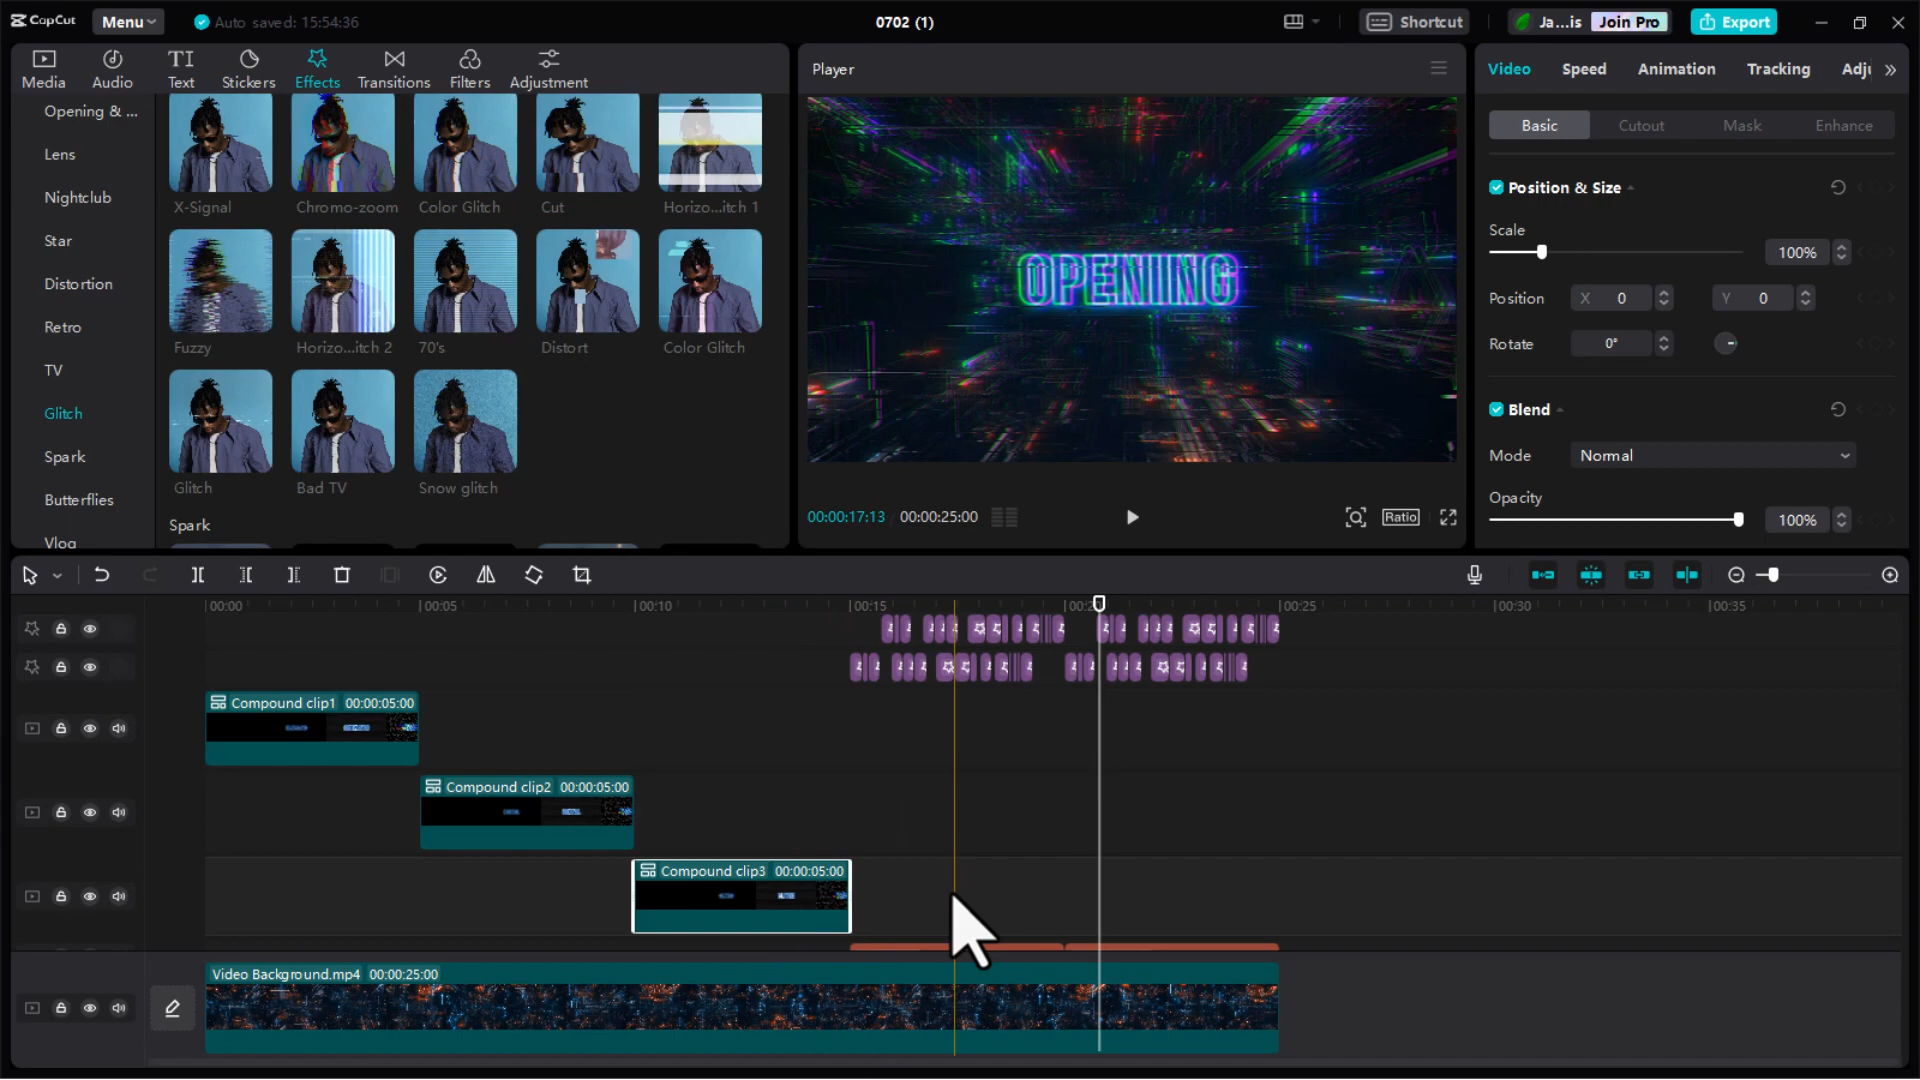 CapCut
Menu
Auto saved: 15:54:36
0702 (1)
Shortcut
Ja...is
Join Pro
Export
Media
Audio
TI
Text
Stickers
Effects
Transitions
Filters
Adjustment
Opening & ...
Lens
Nightclub
Star
Distortion
Retro
TV
Glitch
Spark
Butterflies
Vlog
X-Signal
Chromo-zoom
Color Glitch
Cut
Horizo...itch 1
Fuzzy
Horizo...itch 2
70's
Distort
Color Glitch
Glitch
Bad TV
Snow glitch
Spark
Player
OPENING
00:00:17:13
00:00:25:00
Ratio
Video
Speed
Animation
Tracking
Basic
Cutout
Mask
Enhance
Position & Size
Scale
100%
Position
X 0
Y 0
Rotate
0°
Blend
Mode
Normal
Opacity
100%
00:00
00:05
00:10
00:15
00:25
00:30
00:35
Compound clip1 00:00:05:00
Compound clip2 00:00:05:00
Compound clip3 00:00:05:00
Video Background.mp4 00:00:25:00